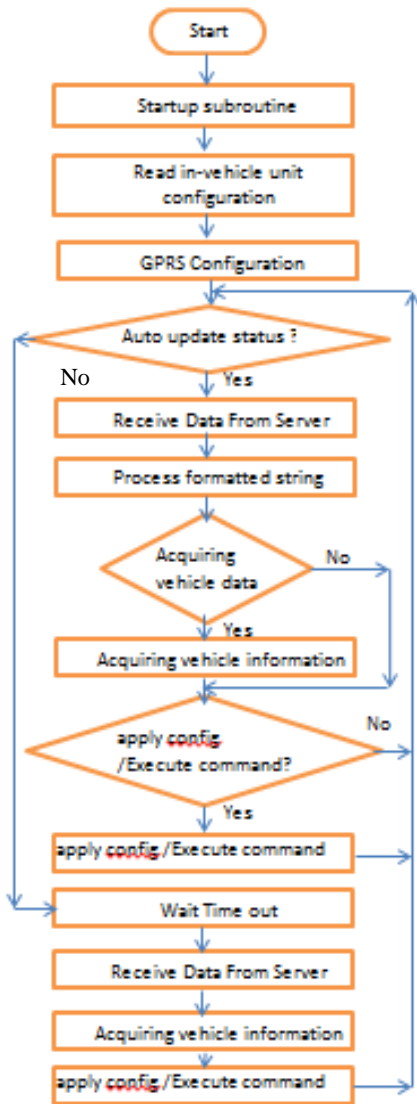 Start
Startup subroutine
Read in-vehicle unit
configuration
GPRS Configuration
Auto update status ?
No
Yes
Receive Data From Server
Process formatted string
Acquiring
vehicle data
No
Yes
Acquiring vehicle information
No
apply config.
/Execute command?
Yes
apply config./Execute command
Wait Time out
Receive Data From Server
Acquiring vehicle information
apply config./Execute command